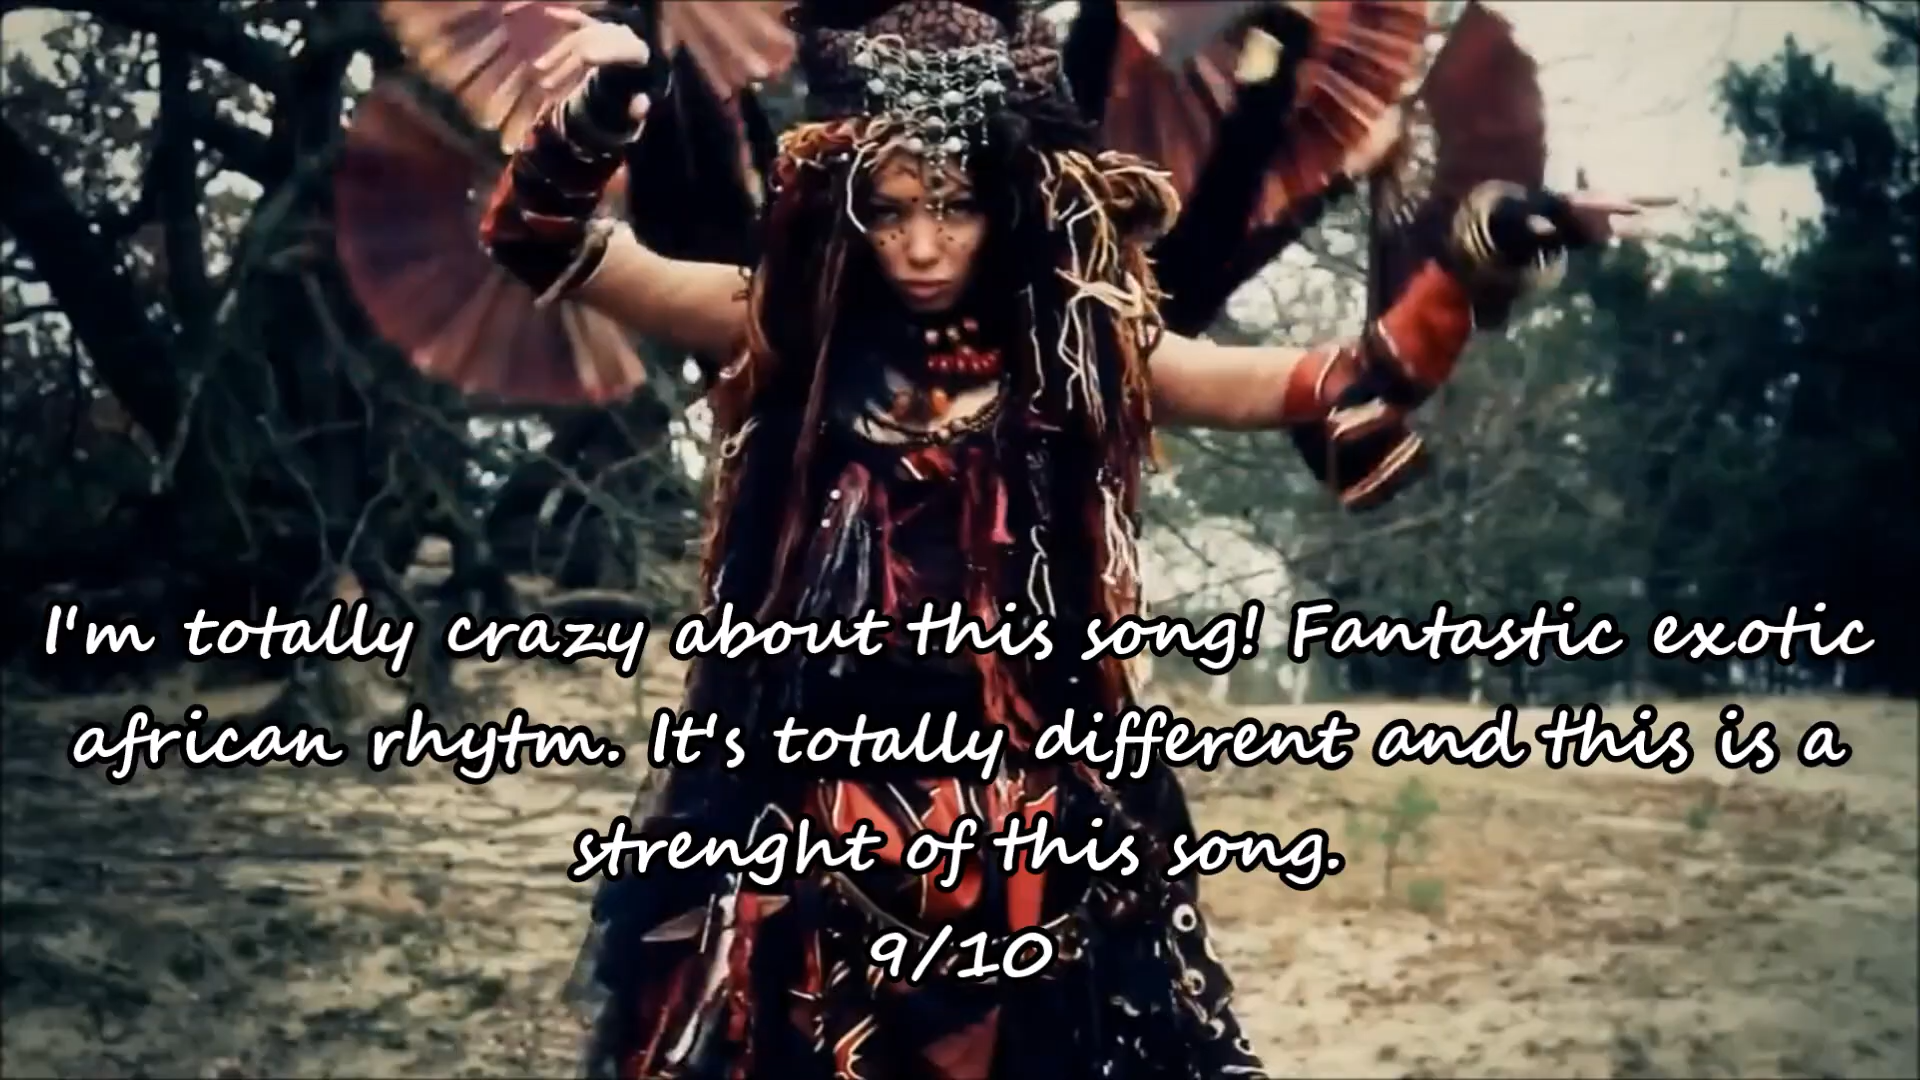 I'm totally crazy about this song! Fantastic exotic
african rhytm. It's totally different and this is a
strenght of this song.
9/10